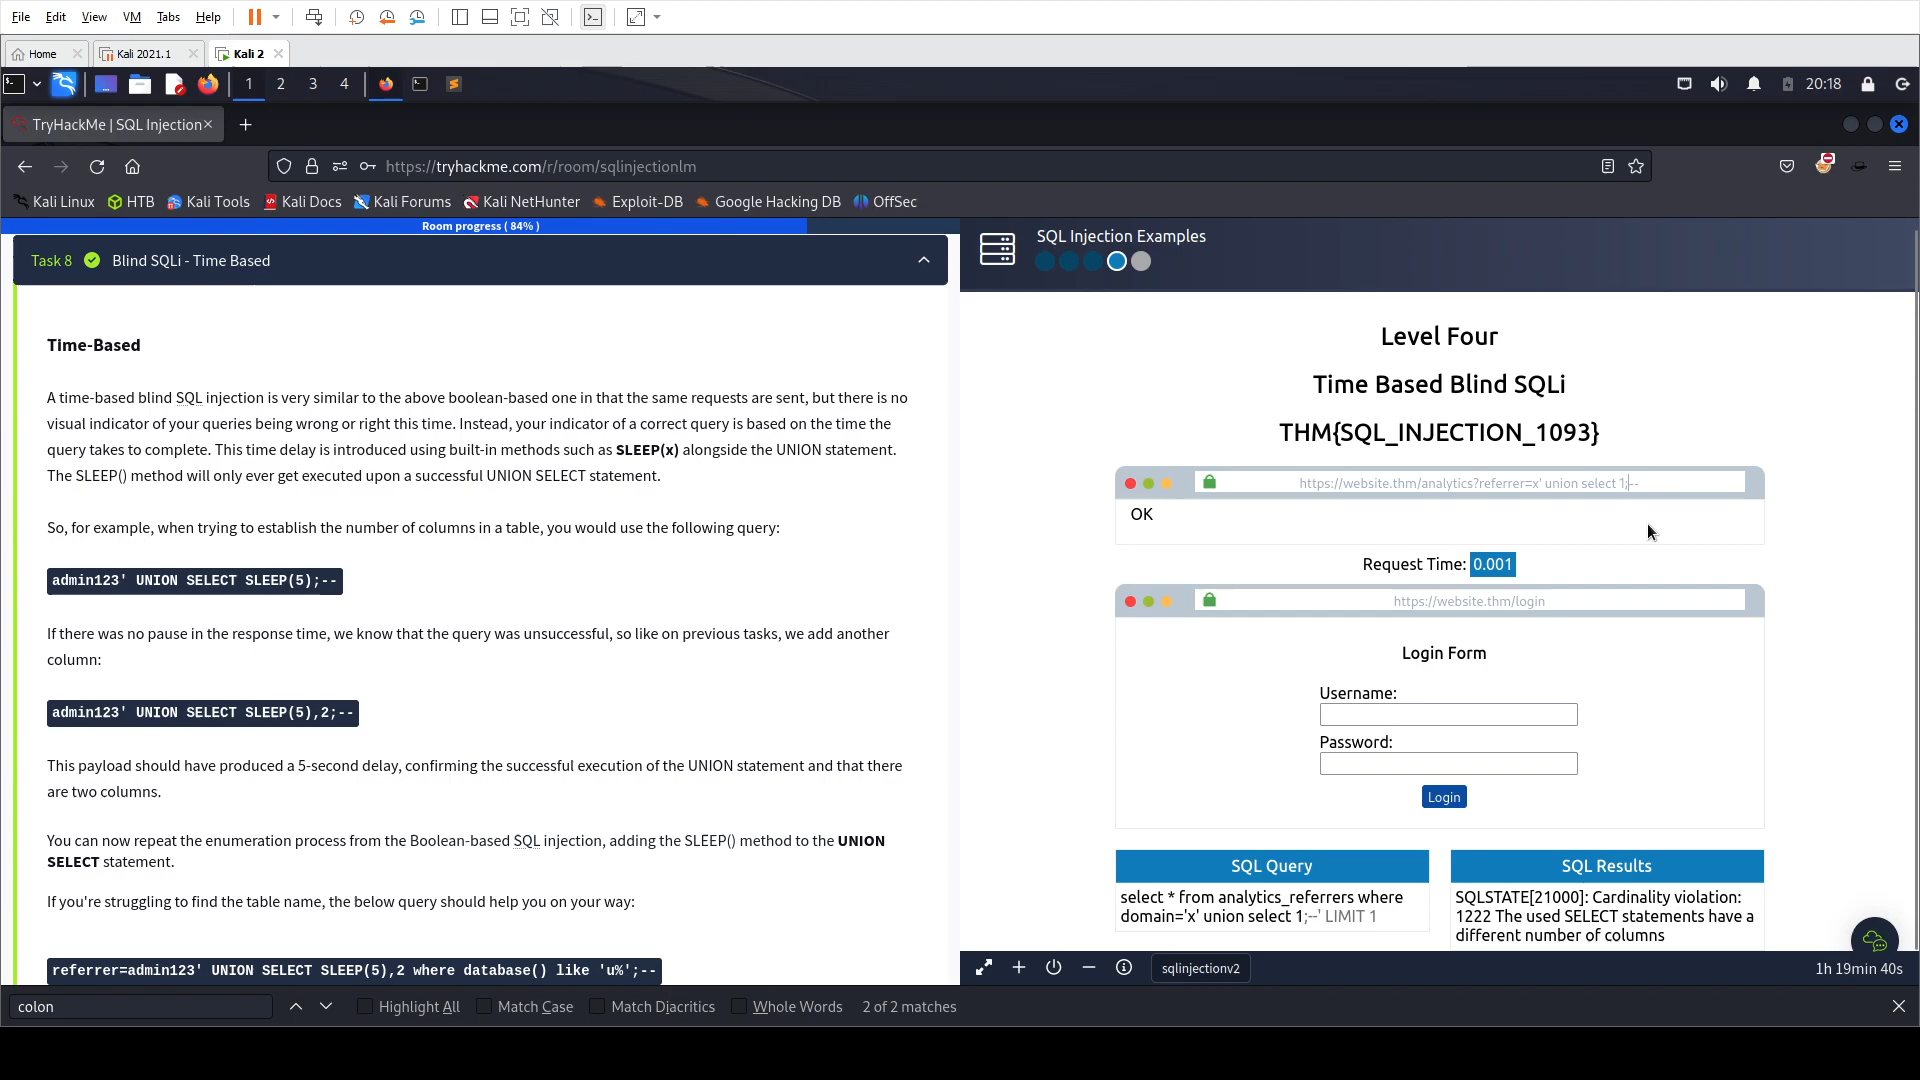 File Edit View VM Tabs Help
Home Kali 2021.1 Kali 2
1 2 3 4 20:18
TryHackMe | SQL Injection
https://tryhackme.com/r/room/sqlinjectionlm
Kali Linux HTB Kali Tools Kali Docs Kali Forums Kali NetHunter Exploit-DB Google Hacking DB OffSec
Room progress ( 84% )
Task 8 Blind SQLi - Time Based
Time-Based
A time-based blind SQL injection is very similar to the above boolean-based one in that the same requests are sent, but there is no
visual indicator of your queries being wrong or right this time. Instead, your indicator of a correct query is based on the time the
query takes to complete. This time delay is introduced using built-in methods such as SLEEP(x) alongside the UNION statement.
The SLEEP() method will only ever get executed upon a successful UNION SELECT statement.
So, for example, when trying to establish the number of columns in a table, you would use the following query:
admin123' UNION SELECT SLEEP(5);--
If there was no pause in the response time, we know that the query was unsuccessful, so like on previous tasks, we add another
column:
admin123' UNION SELECT SLEEP(5),2;--
This payload should have produced a 5-second delay, confirming the successful execution of the UNION statement and that there
are two columns.
You can now repeat the enumeration process from the Boolean-based SQL injection, adding the SLEEP() method to the UNION
SELECT statement.
If you're struggling to find the table name, the below query should help you on your way:
referrer=admin123' UNION SELECT SLEEP(5),2 where database() like 'u%';--
SQL Injection Examples
Level Four
Time Based Blind SQLi
THM{SQL_INJECTION_1093}
https://website.thm/analytics?referrer=x' union select 1;--
OK
Request Time: 0.001
https://website.thm/login
Login Form
Username:
Password:
Login
SQL Query
select * from analytics_referrers where
domain='x' union select 1;--' LIMIT 1
SQL Results
SQLSTATE[21000]: Cardinality violation:
1222 The used SELECT statements have a
different number of columns
sqlinjectionv2 1h 19min 40s
colon Highlight All Match Case Match Diacritics Whole Words 2 of 2 matches